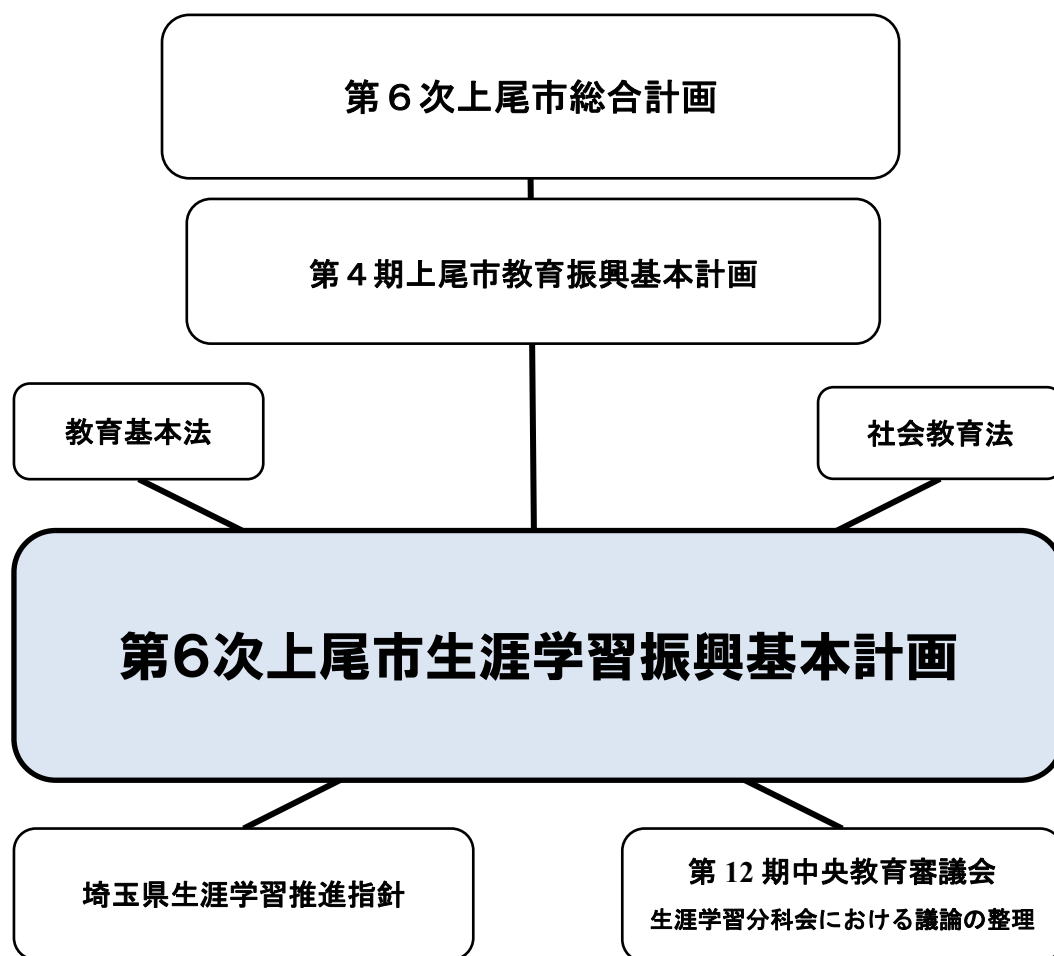 第６次上尾市総合計画
第４期上尾市教育振興基本計画
教育基本法
社会教育法
第6次上尾市生涯学習振興基本計画
埼玉県生涯学習推進指針
第 12 期中央教育審議会
生涯学習分科会における議論の整理